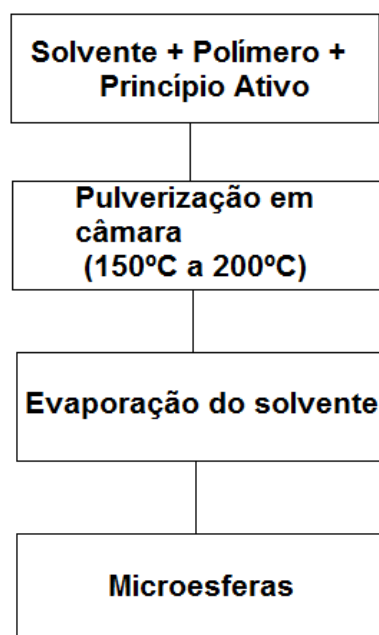 Solvente + Polímero +
Princípio Ativo
Pulverização em
câmara
(150ºC a 200ºC)
Evaporação do solvente
Microesferas